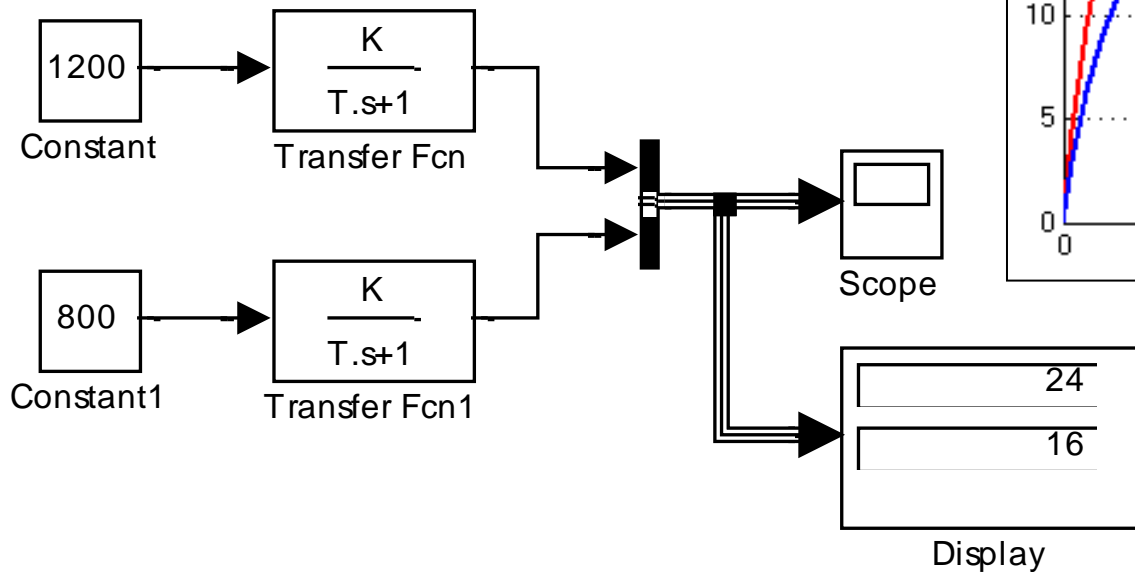 1200
Constant
K
T.s+1
Transfer Fcn
800
Constant1
K
T.s+1
Transfer Fcn1
Scope
24
16
Display
10
5
0
0